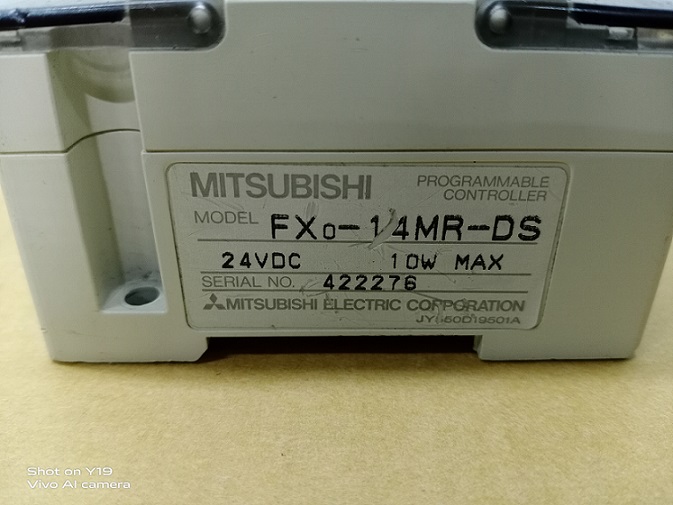 MITSUBISHI PROGRAMMABLE CONTROLLER
MODEL FX0-14MR-DS
24VDC 10W MAX
SERIAL NO. 422276
MITSUBISHI ELECTRIC CORPORATION
JY550D19501A
Shot on Y19
Vivo AI camera